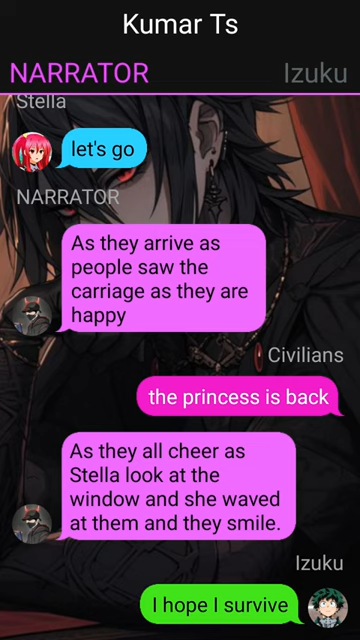 Kumar Ts
NARRATOR
Izuku
Stella
let's go
NARRATOR
As they arrive as
people saw the
carriage as they are
happy
Civilians
the princess is back
As they all cheer as
Stella look at the
window and she waved
at them and they smile.
Izuku
I hope I survive